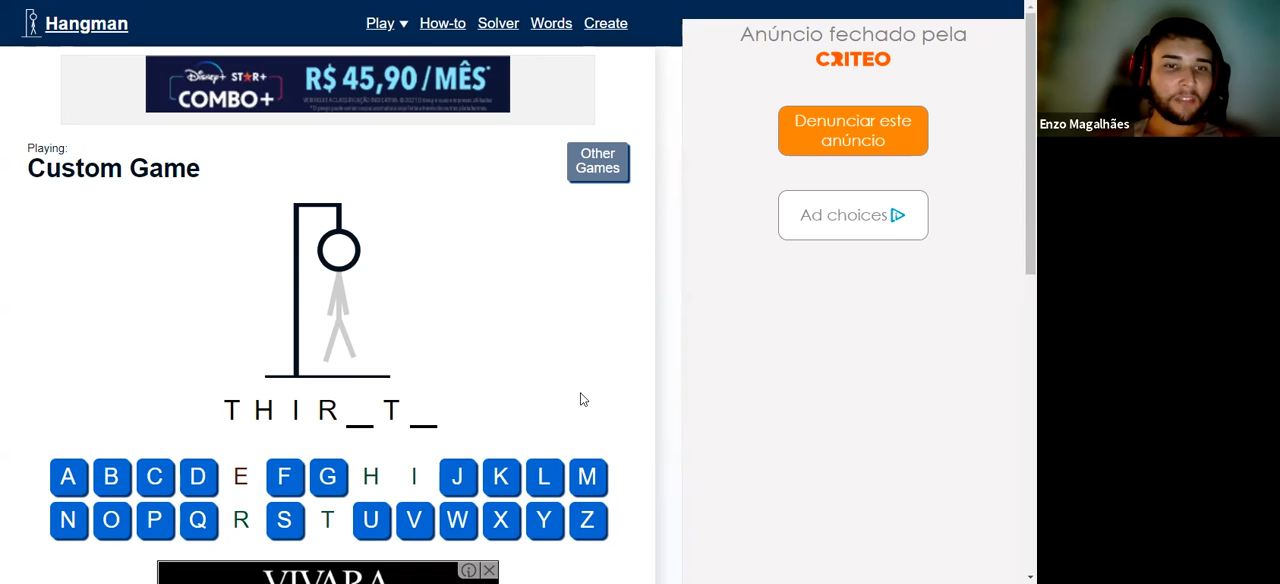 Hangman
Play ▼ How-to Solver Words Create
Disney+ STAR+
COMBO+
R$ 45,90/MÊS*
Playing:
Custom Game
Other
Games
T H I R _ T _
A B C D E F G H I J K L M
N O P Q R S T U V W X Y Z
VIVARA
Anúncio fechado pela
CRITEO
Denunciar este
anúncio
Ad choices
Enzo Magalhães